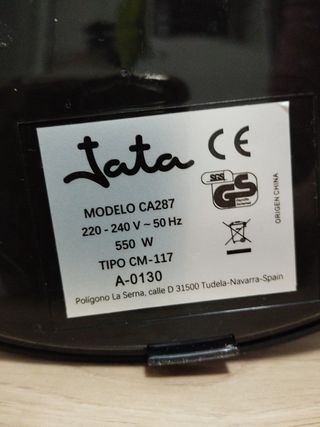 Jata CE
SGS
GS
MODELO CA287
220 - 240 V ~ 50 Hz
550 W
TIPO CM-117
A-0130
Polígono La Serna, calle D 31500 Tudela-Navarra-Spain
ORIGEN CHINA